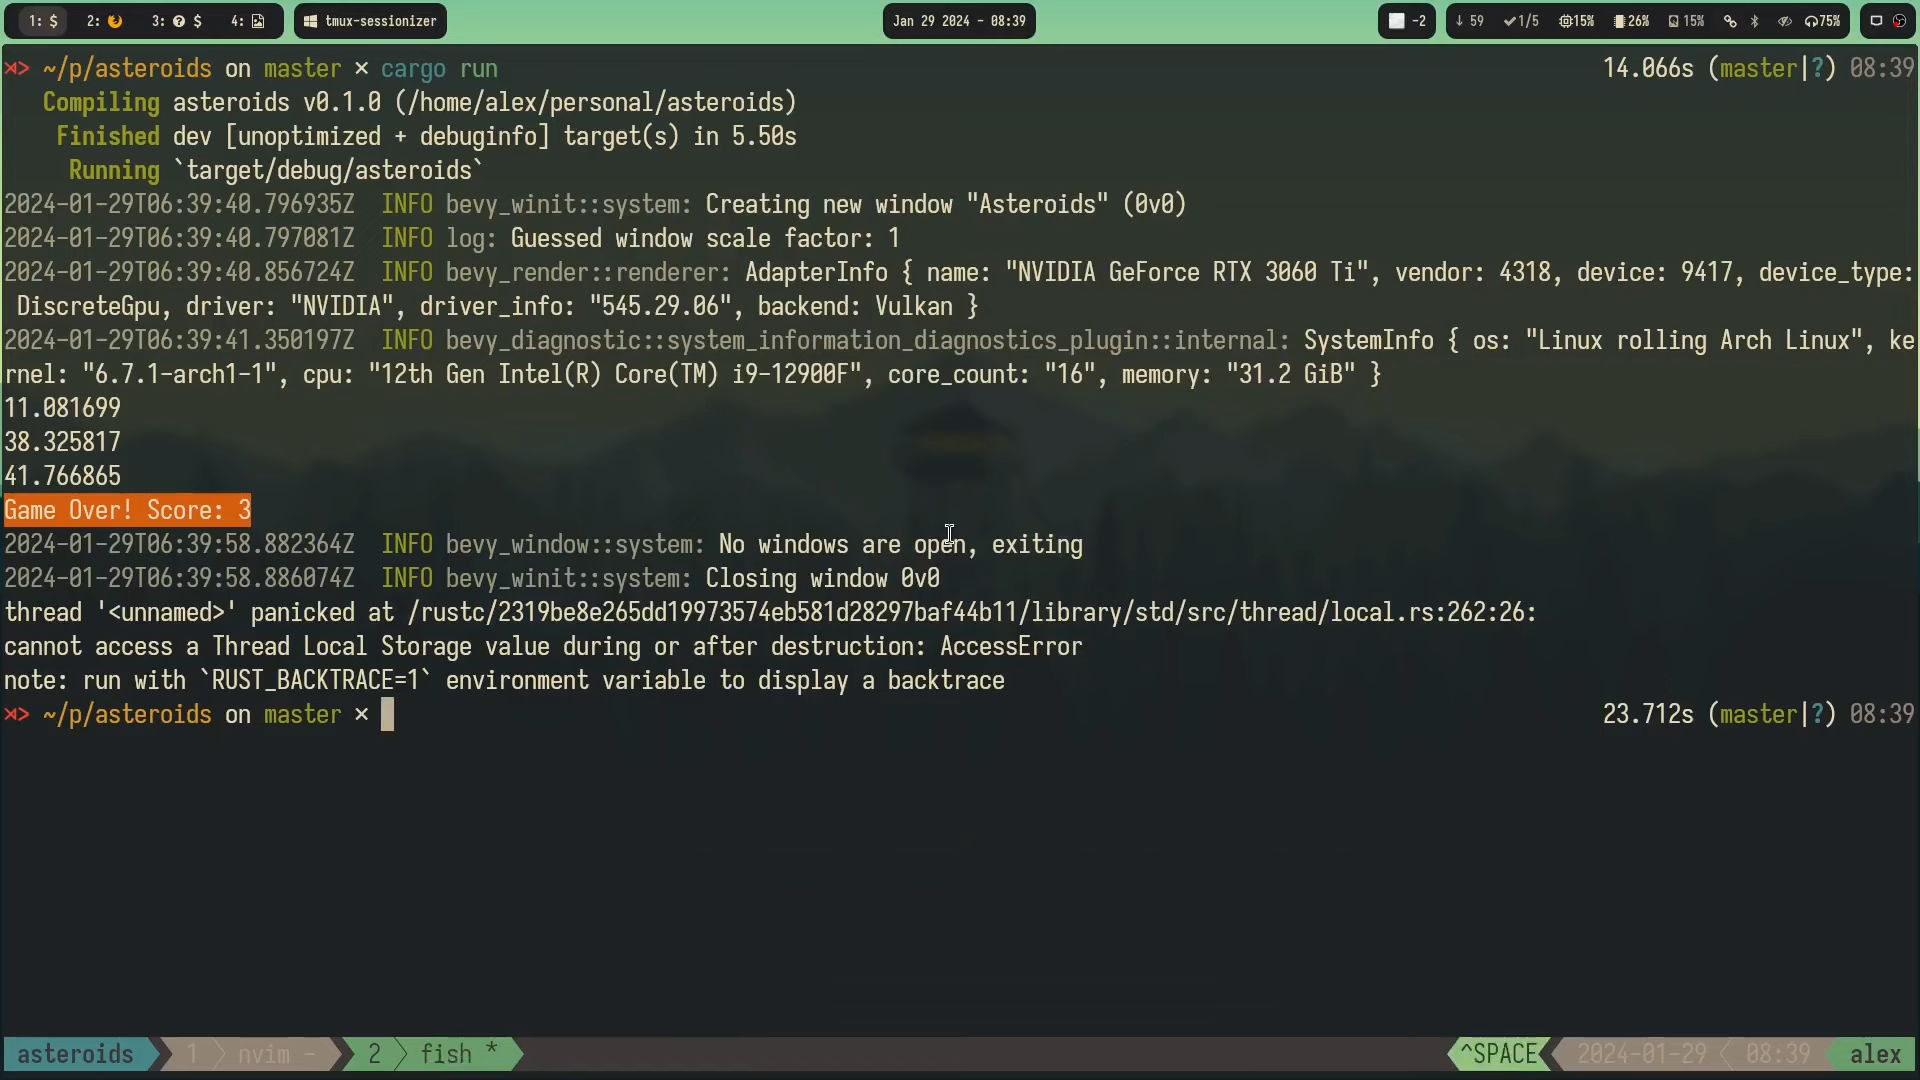 1: $ 2: 3: $ 4: tmux-sessionizer Jan 29 2024 - 08:39 -2 ↓ 59 ✓1/5 15% 26% 15% 75%
~/p/asteroids on master × cargo run 14.066s (master|?) 08:39
Compiling asteroids v0.1.0 (/home/alex/personal/asteroids)
Finished dev [unoptimized + debuginfo] target(s) in 5.50s
Running `target/debug/asteroids`
2024-01-29T06:39:40.796935Z INFO bevy_winit::system: Creating new window "Asteroids" (0v0)
2024-01-29T06:39:40.797081Z INFO log: Guessed window scale factor: 1
2024-01-29T06:39:40.856724Z INFO bevy_render::renderer: AdapterInfo { name: "NVIDIA GeForce RTX 3060 Ti", vendor: 4318, device: 9417, device_type:
DiscreteGpu, driver: "NVIDIA", driver_info: "545.29.06", backend: Vulkan }
2024-01-29T06:39:41.350197Z INFO bevy_diagnostic::system_information_diagnostics_plugin::internal: SystemInfo { os: "Linux rolling Arch Linux", ke
rnel: "6.7.1-arch1-1", cpu: "12th Gen Intel(R) Core(TM) i9-12900F", core_count: "16", memory: "31.2 GiB" }
11.081699
38.325817
41.766865
Game Over! Score: 3
2024-01-29T06:39:58.882364Z INFO bevy_window::system: No windows are open, exiting
2024-01-29T06:39:58.886074Z INFO bevy_winit::system: Closing window 0v0
thread '<unnamed>' panicked at /rustc/2319be8e265dd19973574eb581d28297baf44b11/library/std/src/thread/local.rs:262:26:
cannot access a Thread Local Storage value during or after destruction: AccessError
note: run with `RUST_BACKTRACE=1` environment variable to display a backtrace
~/p/asteroids on master × 23.712s (master|?) 08:39
asteroids 1 nvim - 2 fish * ^SPACE 2024-01-29 08:39 alex